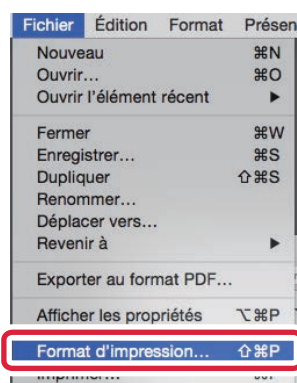 Fichier Édition Format Présen
Nouveau ⌘N
Ouvrir... ⌘O
Ouvrir l'élément récent ▶
Fermer ⌘W
Enregistrer... ⌘S
Dupliquer ⇧⌘S
Renommer...
Déplacer vers...
Revenir à ▶
Exporter au format PDF...
Afficher les propriétés ⌥⌘P
Format d'impression... ⇧⌘P